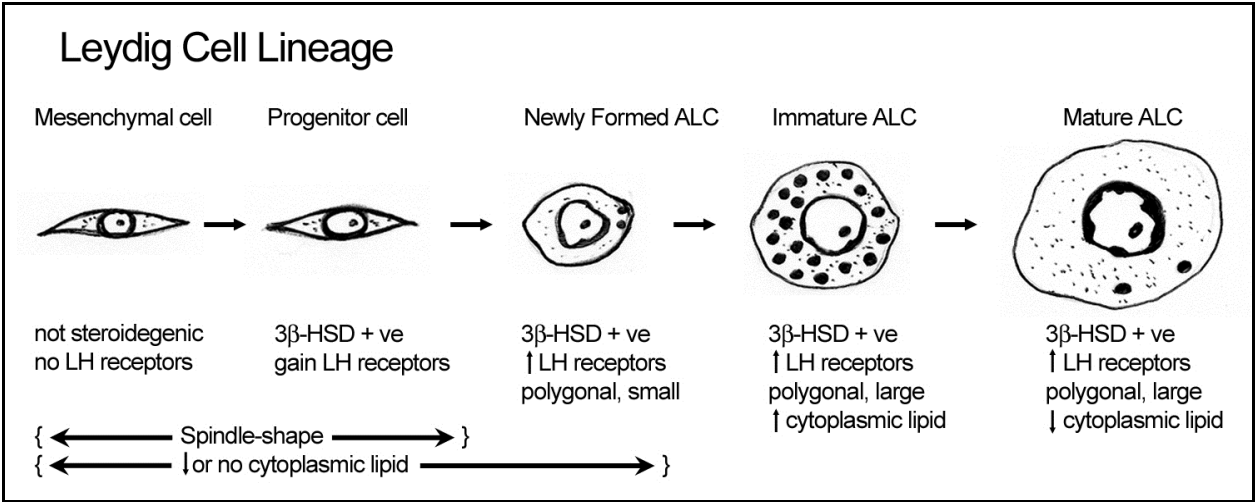 Leydig Cell Lineage
Mesenchymal cell
Progenitor cell
Newly Formed ALC
Immature ALC
Mature ALC
not steroidegenic
no LH receptors
3β-HSD + ve
gain LH receptors
3β-HSD + ve
↑ LH receptors
polygonal, small
3β-HSD + ve
↑ LH receptors
polygonal, large
↑ cytoplasmic lipid
3β-HSD + ve
↑ LH receptors
polygonal, large
↓ cytoplasmic lipid
{ Spindle-shape }
{ ↓ or no cytoplasmic lipid }